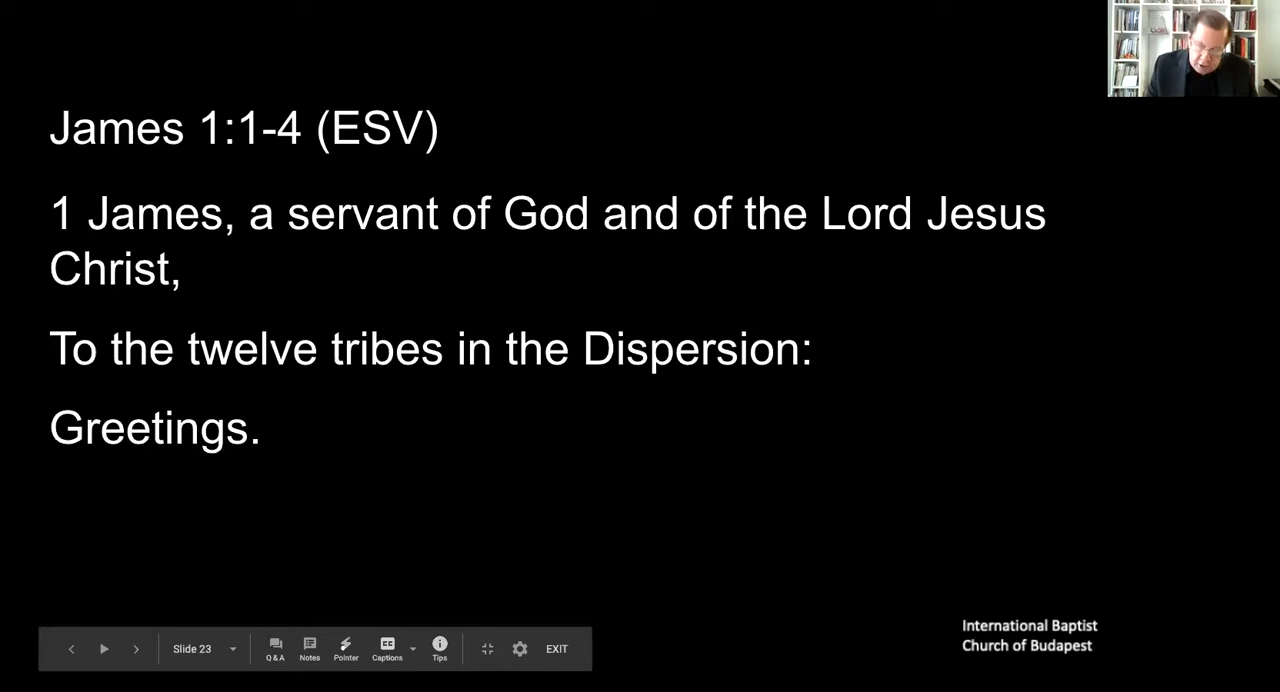 James 1:1-4 (ESV)
1 James, a servant of God and of the Lord Jesus
Christ,
To the twelve tribes in the Dispersion:
Greetings.
International Baptist
Church of Budapest
Slide 23
Q & A
Notes
Pointer
CC
Captions
Tips
EXIT